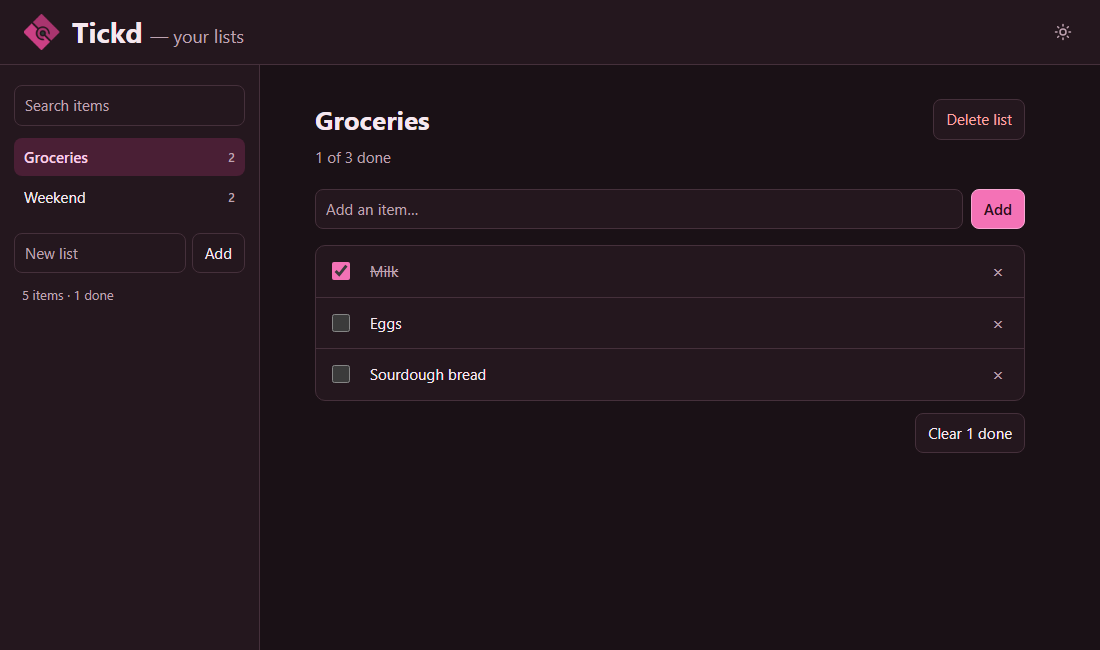 Tickd — your lists
Search items
Groceries 2
Weekend 2
New list Add
5 items · 1 done
Groceries Delete list
1 of 3 done
Add an item... Add
Milk ×
Eggs ×
Sourdough bread ×
Clear 1 done